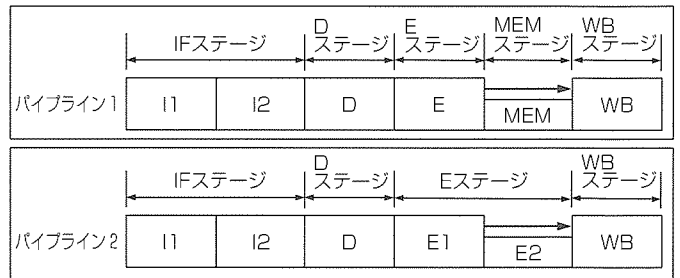 IFステージ
D
ステージ
E
ステージ
MEM
ステージ
WB
ステージ
パイプライン1
I1
I2
D
E
MEM
WB
IFステージ
D
ステージ
Eステージ
WB
ステージ
パイプライン2
I1
I2
D
E1
E2
WB